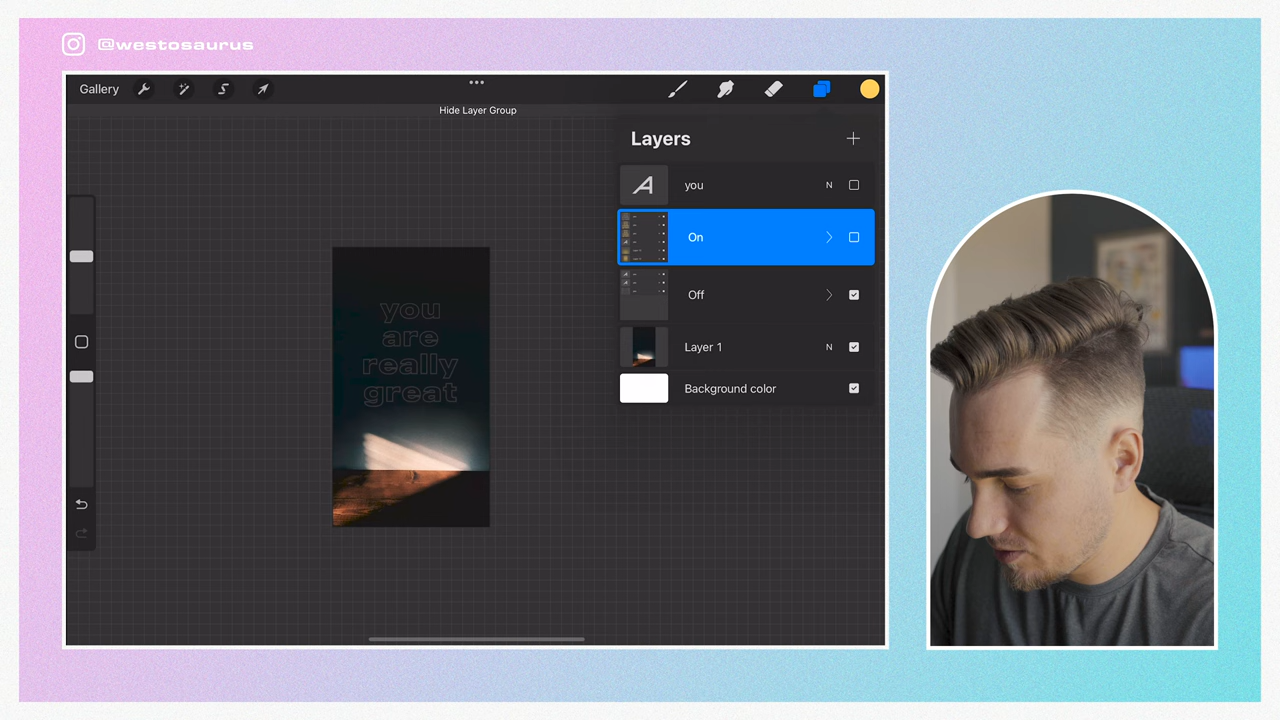 @westosaurus
Gallery
Hide Layer Group
Layers
you N
On
Off
Layer 1 N
Background color
you
are
really
great